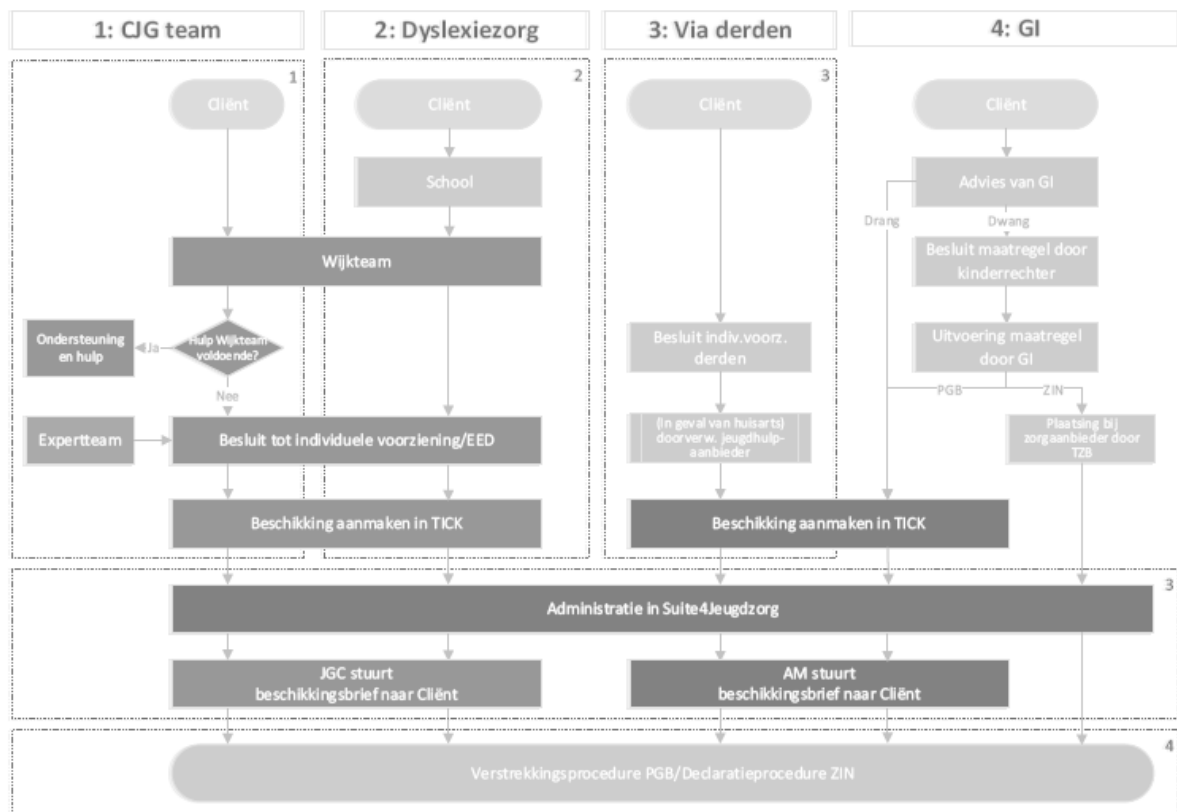 1: CJG team
2: Dyslexiezorg
3: Via derden
4: GI
1
2
3
Cliënt
Cliënt
Cliënt
Cliënt
School
Advies van GI
Drang
Dwang
Wijkteam
Besluit maatregel door
kinderrechter
Ondersteuning
en hulp
Ja
Hulp Wijkteam
voldoende?
Besluit indiv.voorz.
derden
Uitvoering maatregel
door GI
Nee
PGB
ZIN
Expertteam
Besluit tot individuele voorziening/EED
(In geval van huisarts)
doorverw. jeugdhulp-
aanbieder
Plaatsing bij
zorgaanbieder door
TZB
Beschikking aanmaken in TICK
Beschikking aanmaken in TICK
3
Administratie in Suite4Jeugdzorg
JGC stuurt
beschikkingsbrief naar Cliënt
AM stuurt
beschikkingsbrief naar Cliënt
4
Verstrekkingsprocedure PGB/Declaratieprocedure ZIN